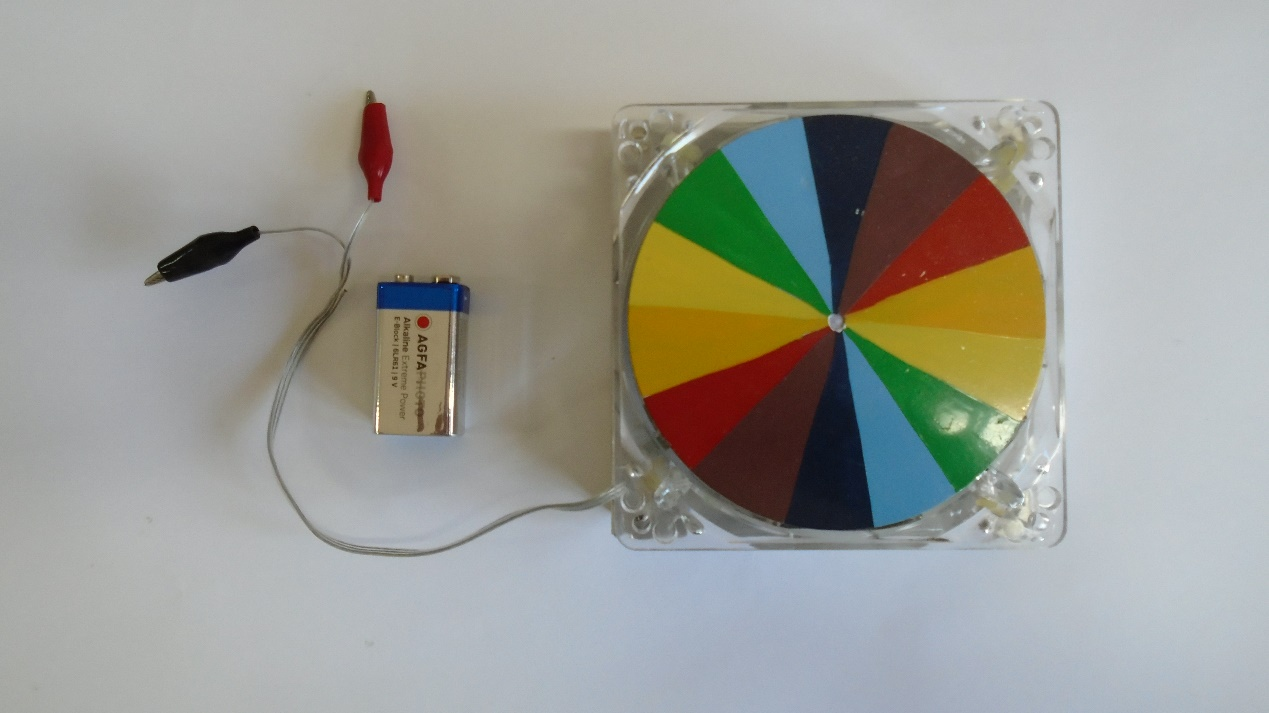 AGFAPHOTO
Alkaline Extreme Power
E-Block | 6LR61 | 9 V